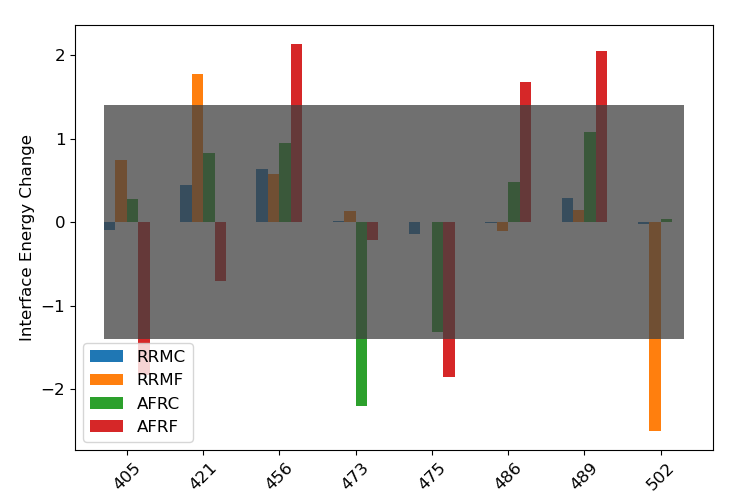 Interface Energy Change
2
1
0
−1
−2
RRMC
RRMF
AFRC
AFRF
405 421 456 473 475 486 489 502